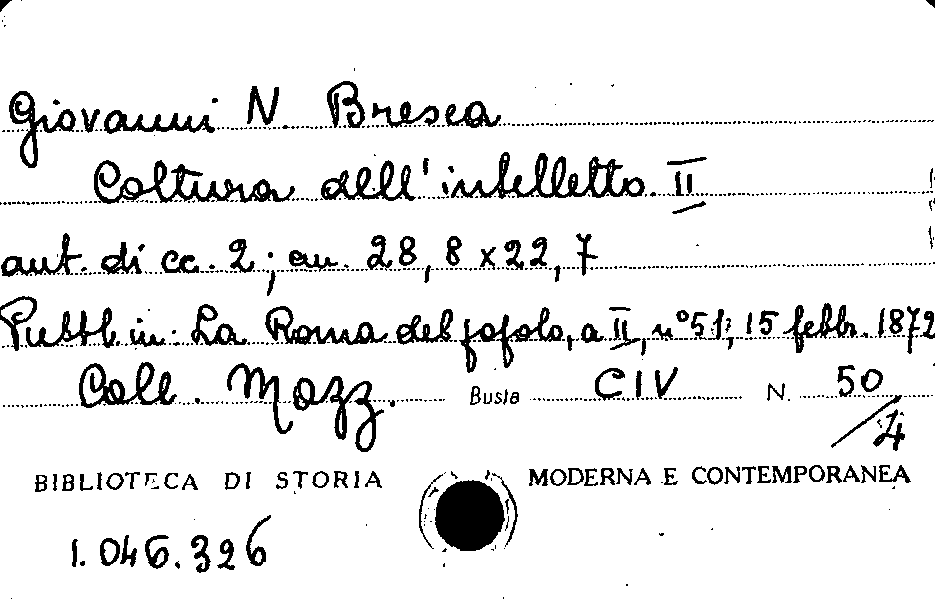 Giovanni N. Bresca
Coltura dell'intelletto. II
aut. di cc. 2; cm. 28,8 x 22,7
Pubbl. in: La Roma del popolo, a II, n° 51; 15 febbr. 1872
Coll. Mazz. Busta CIV N. 50/4
BIBLIOTECA DI STORIA MODERNA E CONTEMPORANEA
1.046.326